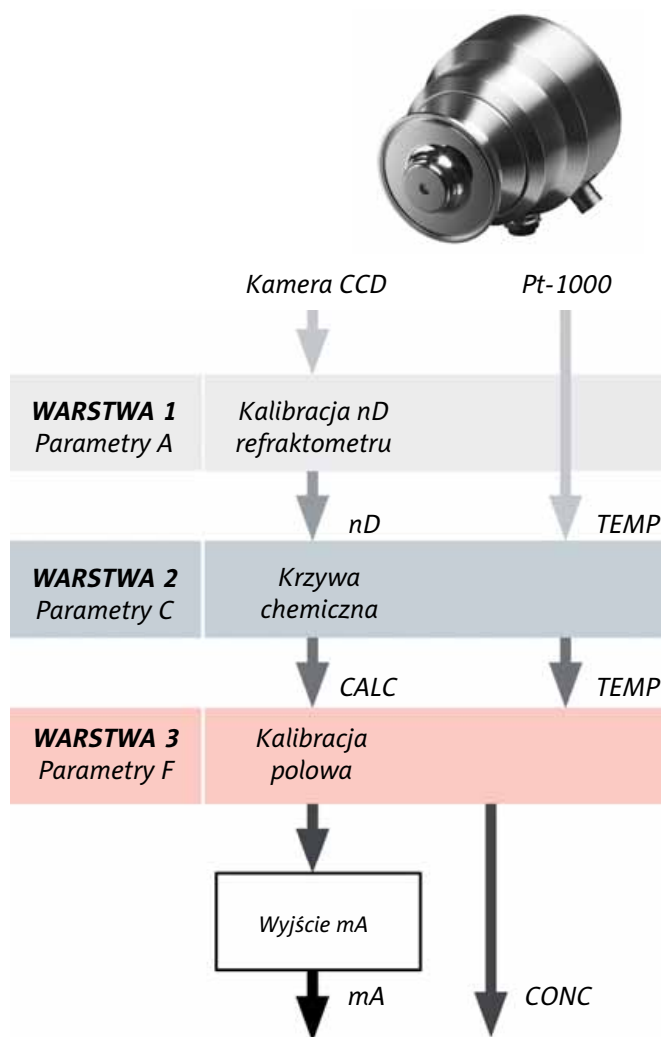 Kamera CCD
Pt-1000
WARSTWA 1
Parametry A
Kalibracja nD
refraktometru
nD
TEMP
WARSTWA 2
Parametry C
Krzywa
chemiczna
CALC
TEMP
WARSTWA 3
Parametry F
Kalibracja
polowa
Wyjście mA
mA
CONC